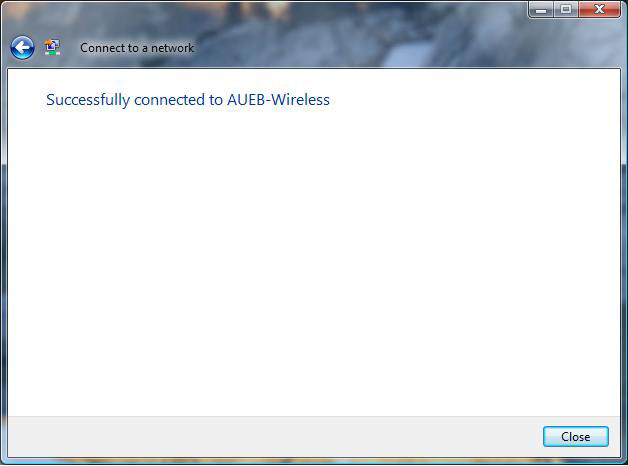 Connect to a network
Successfully connected to AUEB-Wireless
Close